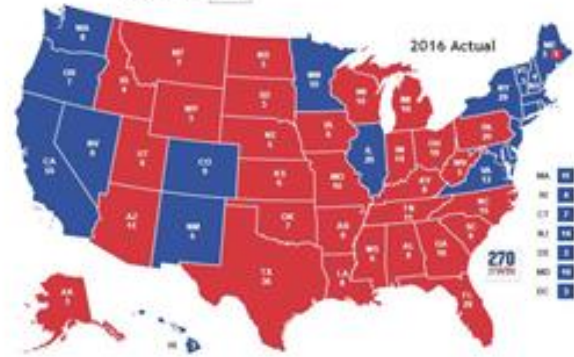 2016 Actual
WA
8
OR
7
CA
55
NV
6
ID
4
MT
3
WY
3
UT
6
CO
9
AZ
11
NM
5
ND
3
SD
3
NE
5
KS
6
OK
7
TX
38
MN
10
IA
6
MO
10
AR
6
LA
8
WI
10
IL
20
MI
16
IN
11
OH
18
KY
8
TN
11
MS
6
AL
9
GA
16
FL
29
SC
9
NC
15
VA
13
WV
5
PA
20
NY
29
ME
3
1
AK
3
HI
3
270
TOWIN
MA 11
RI 4
CT 7
NJ 14
DE 3
MD 10
DC 3